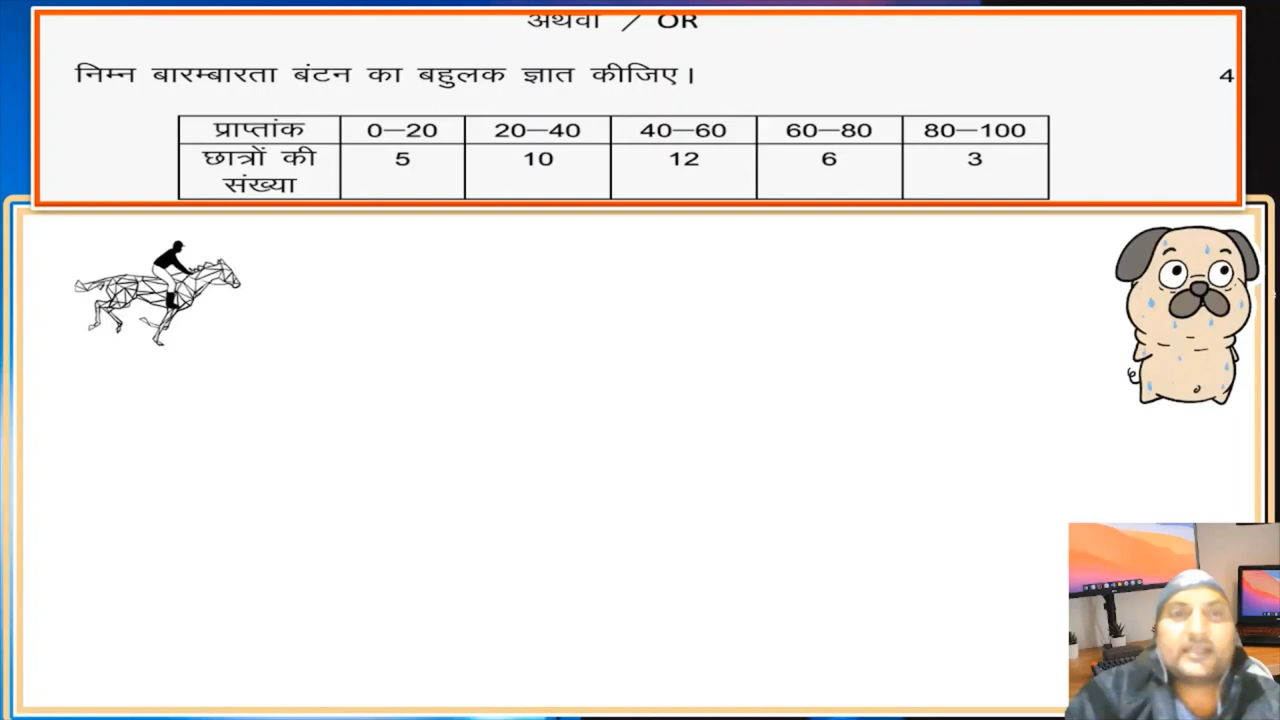 अथवा / OR
निम्न बारम्बारता बंटन का बहुलक ज्ञात कीजिए। 4
प्राप्तांक 0—20 20—40 40—60 60—80 80—100
छात्रों की 5 10 12 6 3
संख्या